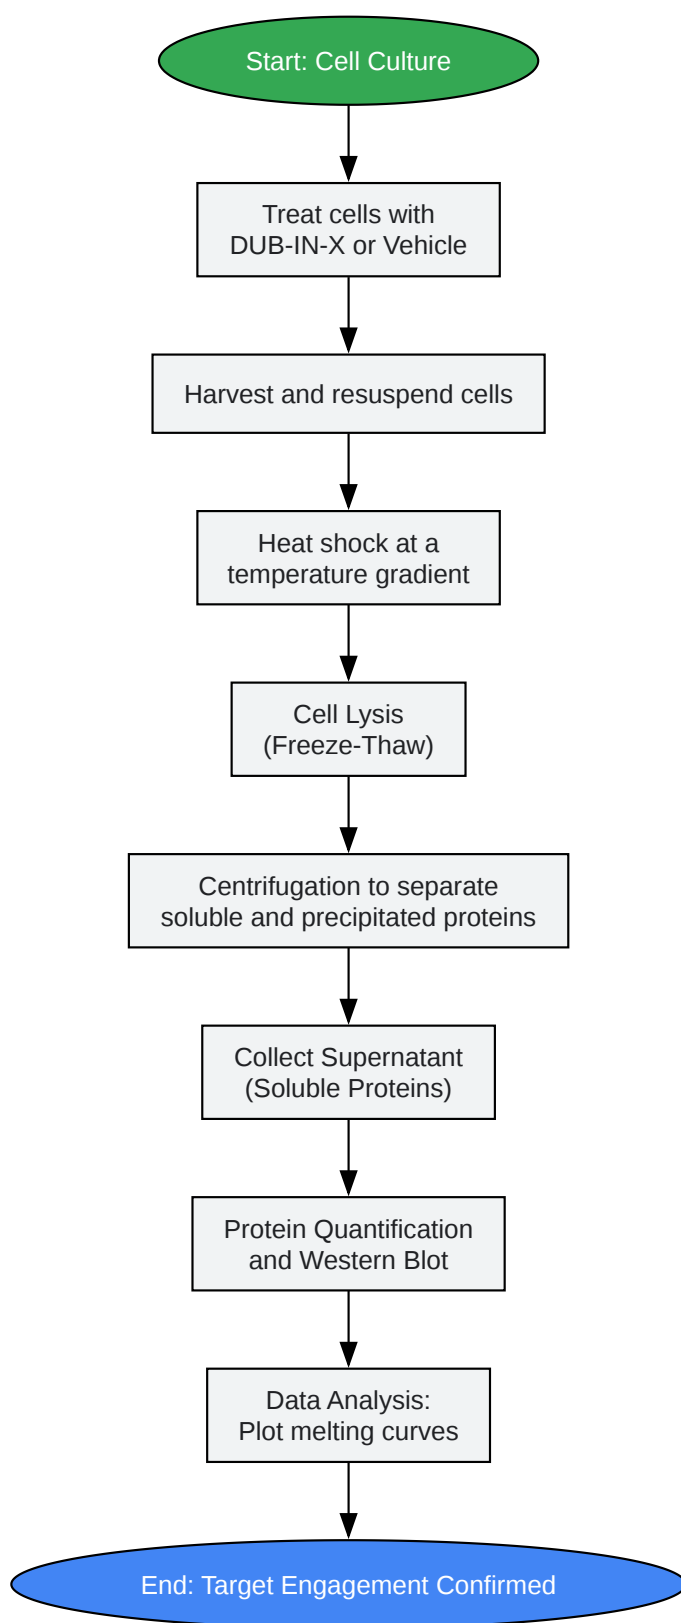 Start: Cell Culture
Treat cells with
DUB-IN-X or Vehicle
Harvest and resuspend cells
Heat shock at a
temperature gradient
Cell Lysis
(Freeze-Thaw)
Centrifugation to separate
soluble and precipitated proteins
Collect Supernatant
(Soluble Proteins)
Protein Quantification
and Western Blot
Data Analysis:
Plot melting curves
End: Target Engagement Confirmed